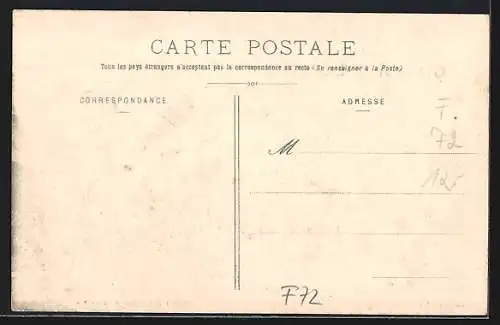 CARTE POSTALE
Tous les pays étrangers n'acceptent pas la correspondance au recto (Se renseigner à la Poste)
CORRESPONDANCE
ADRESSE
F.
72
M
125
F72